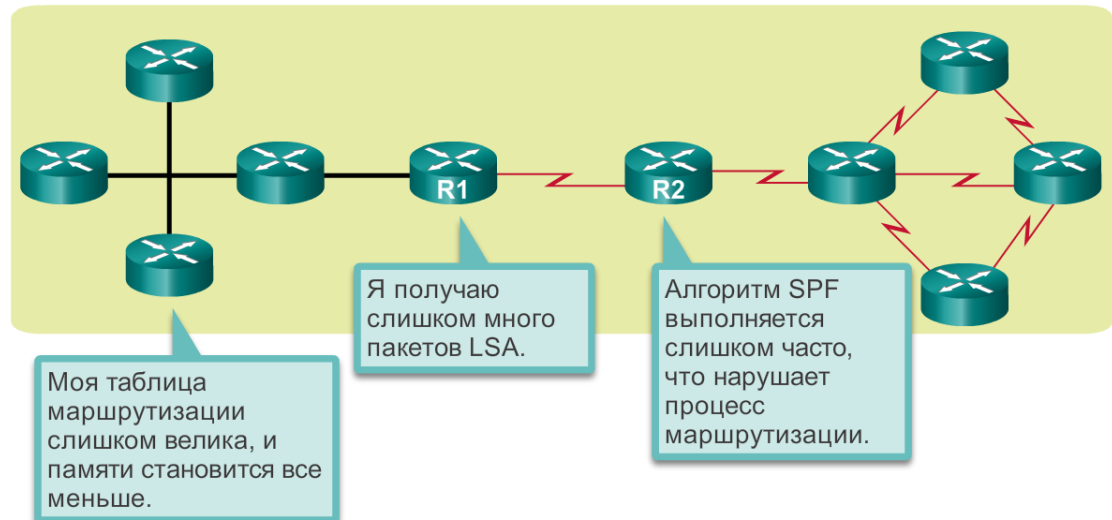 R1
R2
Я получаю
слишком много
пакетов LSA.
Алгоритм SPF
выполняется
слишком часто,
что нарушает
процесс
маршрутизации.
Моя таблица
маршрутизации
слишком велика, и
памяти становится все
меньше.